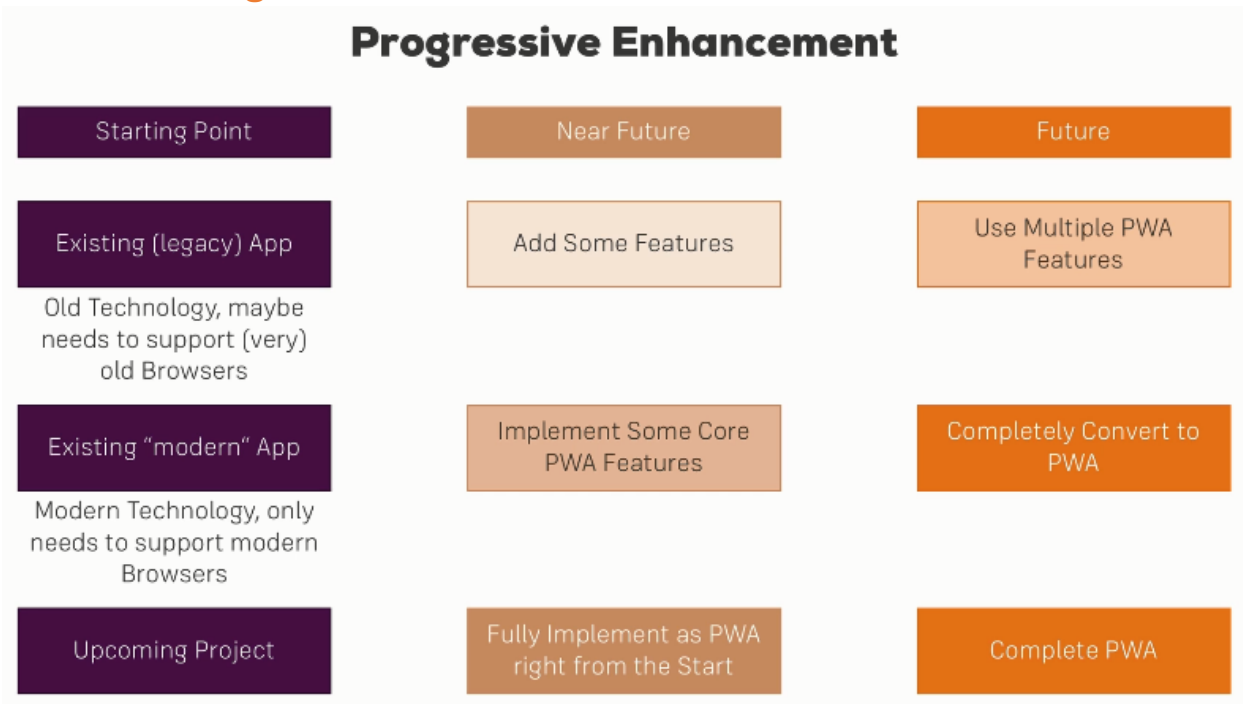 Progressive Enhancement
Starting Point
Near Future
Future
Existing (legacy) App
Add Some Features
Use Multiple PWA
Features
Old Technology, maybe
needs to support (very)
old Browsers
Existing “modern“ App
Implement Some Core
PWA Features
Completely Convert to
PWA
Modern Technology, only
needs to support modern
Browsers
Upcoming Project
Fully Implement as PWA
right from the Start
Complete PWA